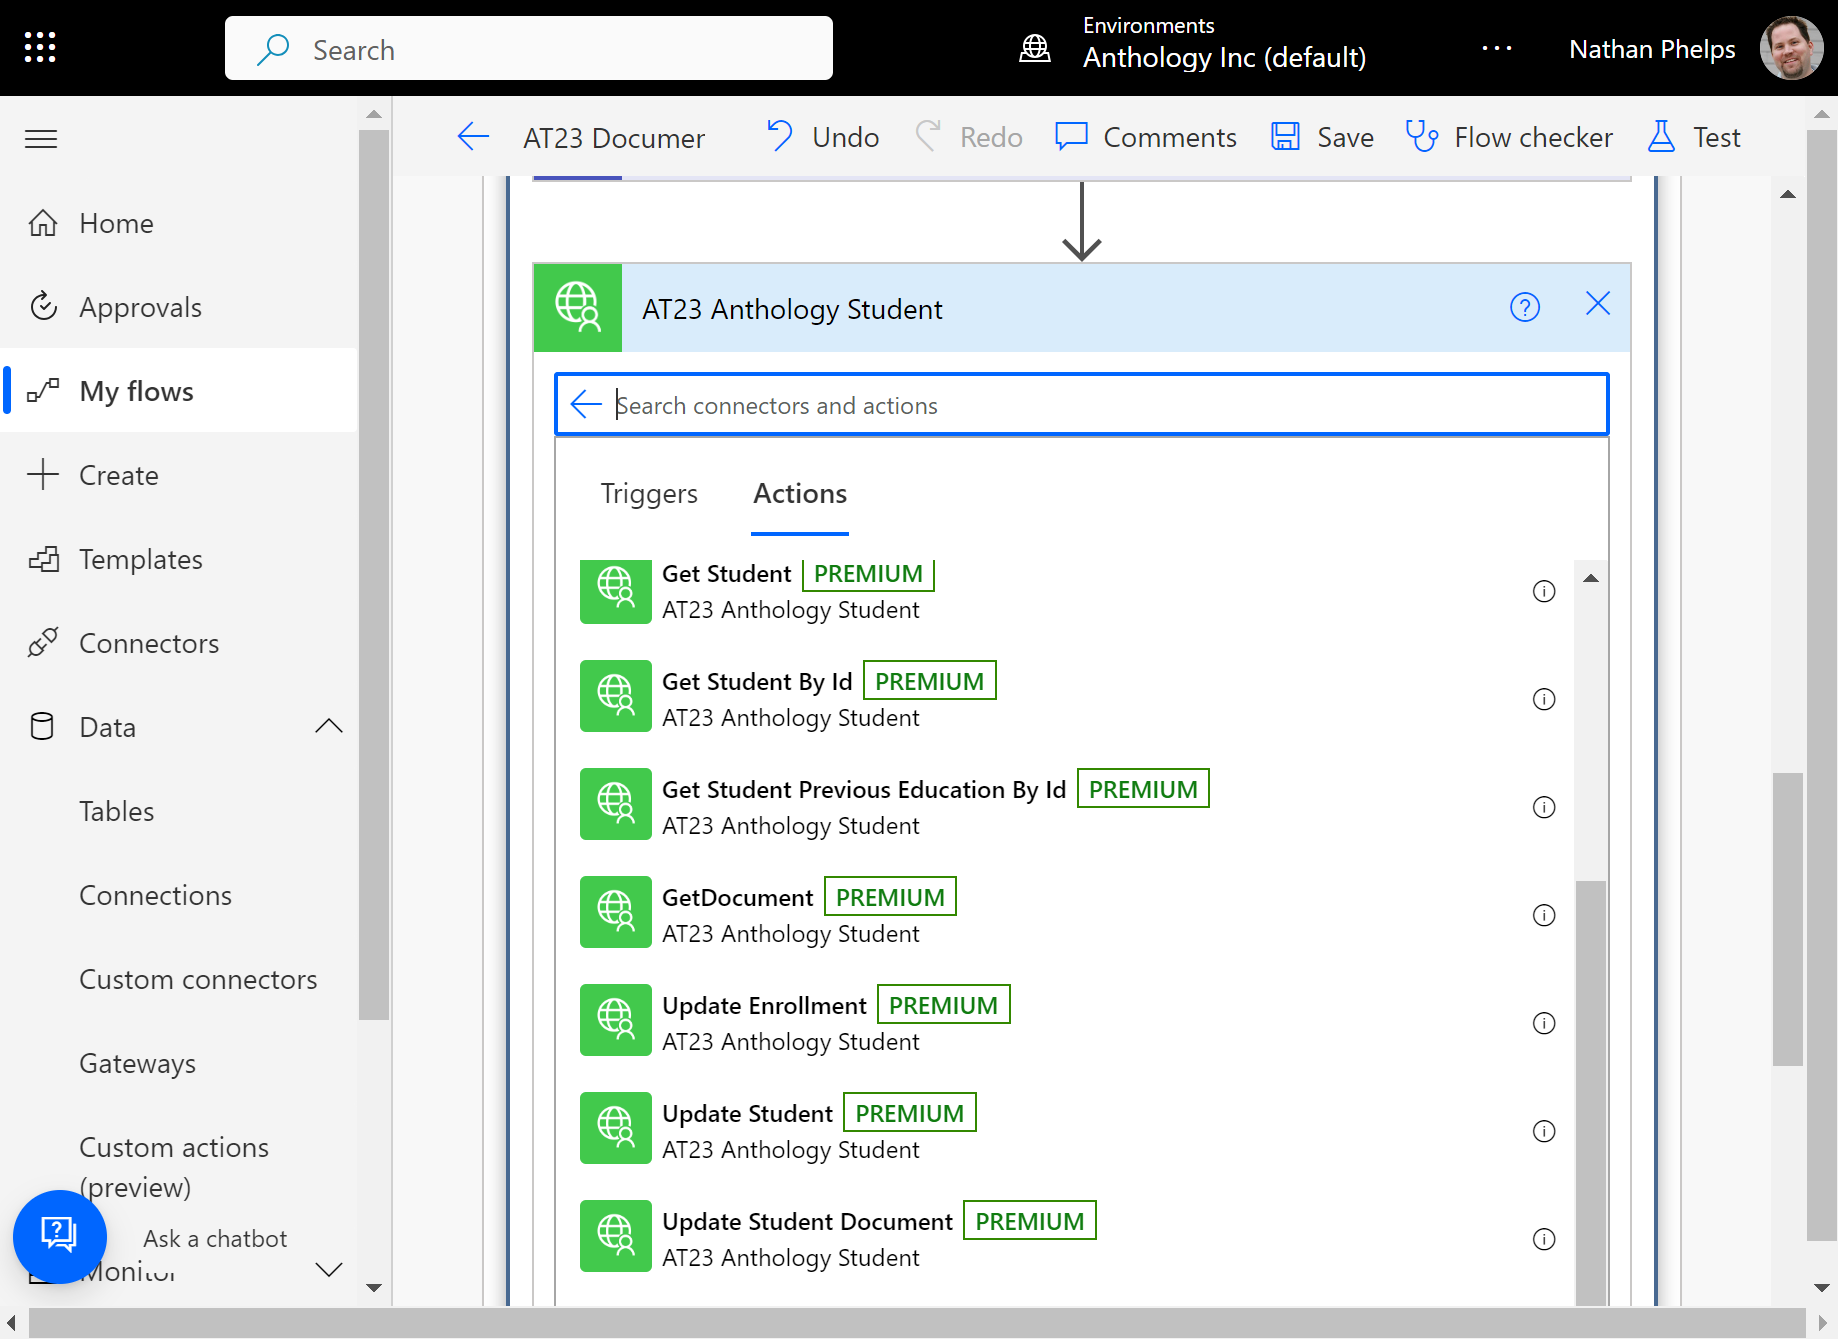 Search
Environments
Anthology Inc (default)
Nathan Phelps
AT23 Documer
Undo
Redo
Comments
Save
Flow checker
Test
Home
Approvals
My flows
Create
Templates
Connectors
Data
Tables
Connections
Custom connectors
Gateways
Custom actions
(preview)
Ask a chatbot
Monitor
AT23 Anthology Student
Search connectors and actions
Triggers
Actions
Get Student PREMIUM
AT23 Anthology Student
Get Student By Id PREMIUM
AT23 Anthology Student
Get Student Previous Education By Id PREMIUM
AT23 Anthology Student
GetDocument PREMIUM
AT23 Anthology Student
Update Enrollment PREMIUM
AT23 Anthology Student
Update Student PREMIUM
AT23 Anthology Student
Update Student Document PREMIUM
AT23 Anthology Student